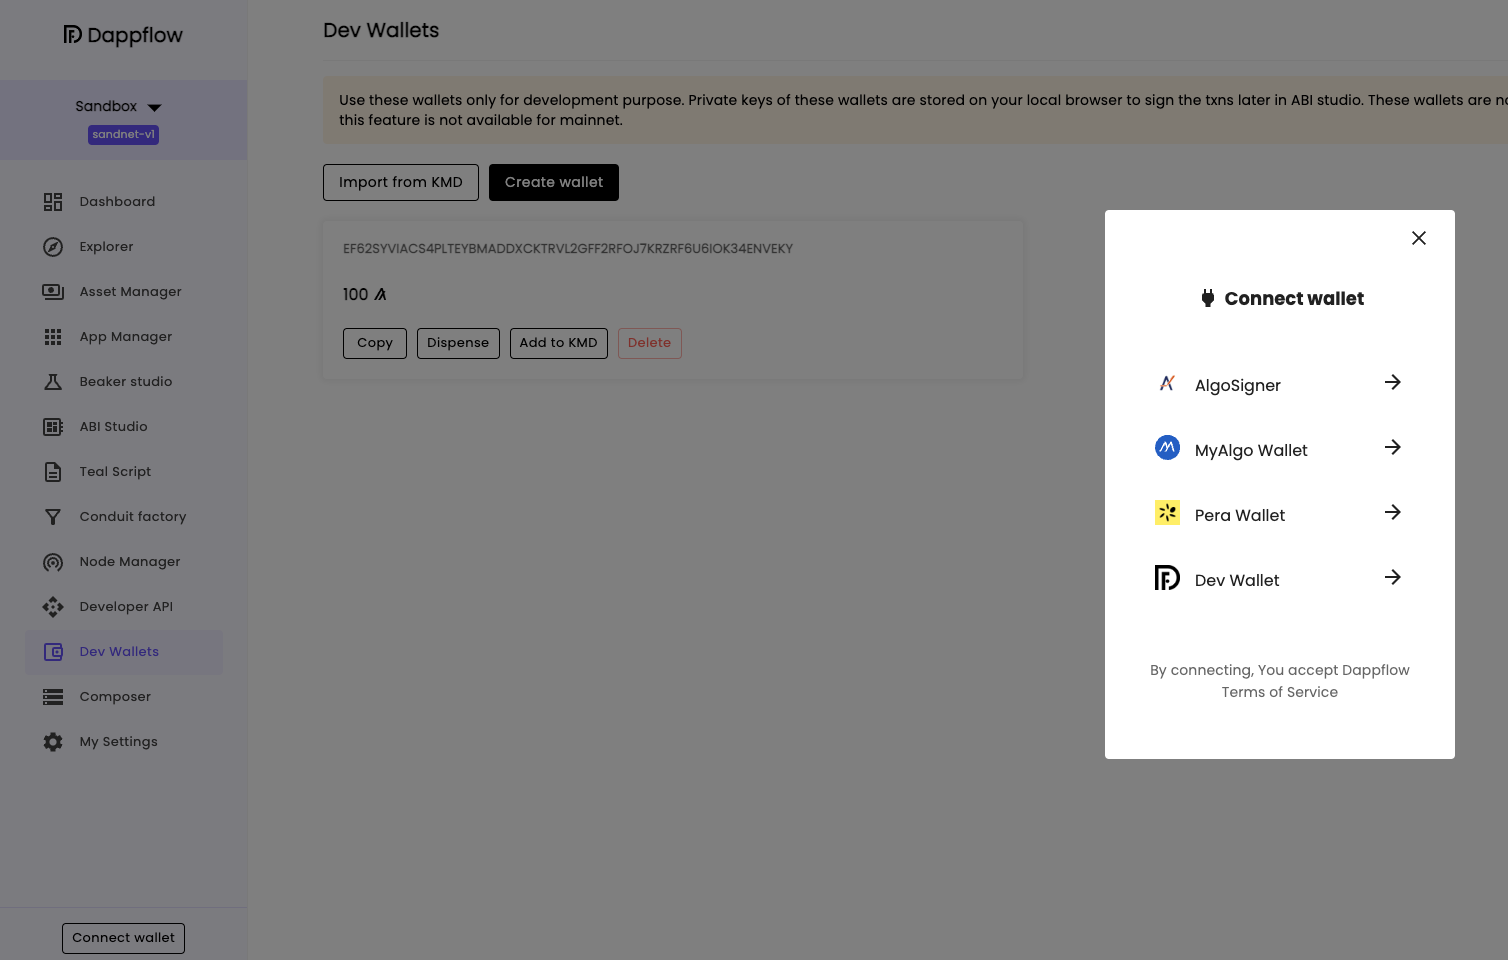 Dappflow
Sandbox
sandnet-v1
Dashboard
Explorer
Asset Manager
App Manager
Beaker studio
ABI Studio
Teal Script
Conduit factory
Node Manager
Developer API
Dev Wallets
Composer
My Settings
Connect wallet
Dev Wallets
Use these wallets only for development purpose. Private keys of these wallets are stored on your local browser to sign the txns later in ABI studio. These wallets are
this feature is not available for mainnet.
Import from KMD
Create wallet
EF62SYVIACS4PLTEYBMADDXCKTRVL2GFF2RFOJ7KRZRF6U6IOK34ENVEKY
100
Copy
Dispense
Add to KMD
Delete
Connect wallet
AlgoSigner
MyAlgo Wallet
Pera Wallet
Dev Wallet
By connecting, You accept Dappflow
Terms of Service